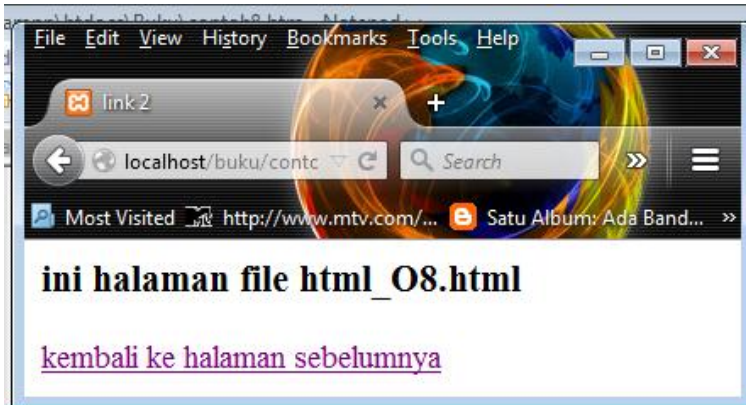 File Edit View History Bookmarks Tools Help
link 2
localhost/buku/contc
Search
Most Visited http://www.mtv.com/... Satu Album: Ada Band...
ini halaman file html_O8.html
kembali ke halaman sebelumnya